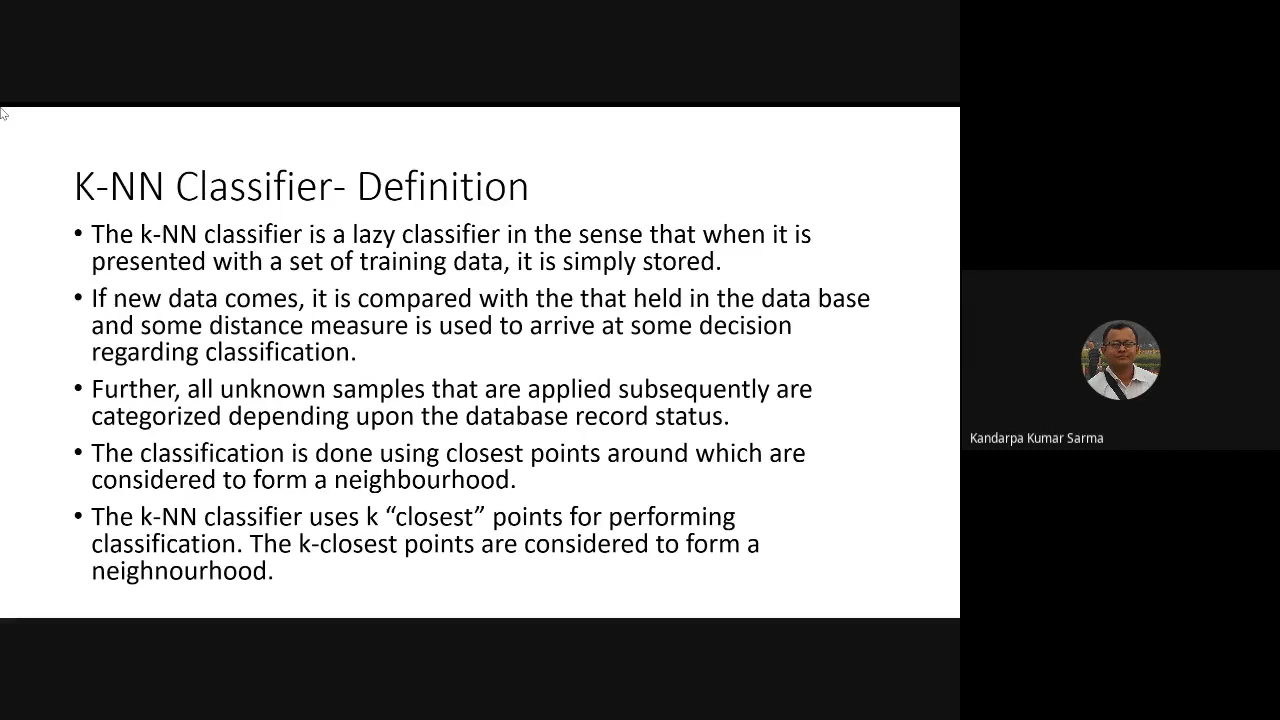 K-NN Classifier- Definition
• The k-NN classifier is a lazy classifier in the sense that when it is
presented with a set of training data, it is simply stored.
• If new data comes, it is compared with the that held in the data base
and some distance measure is used to arrive at some decision
regarding classification.
• Further, all unknown samples that are applied subsequently are
categorized depending upon the database record status.
• The classification is done using closest points around which are
considered to form a neighbourhood.
• The k-NN classifier uses k “closest” points for performing
classification. The k-closest points are considered to form a
neighnourhood.
Kandarpa Kumar Sarma